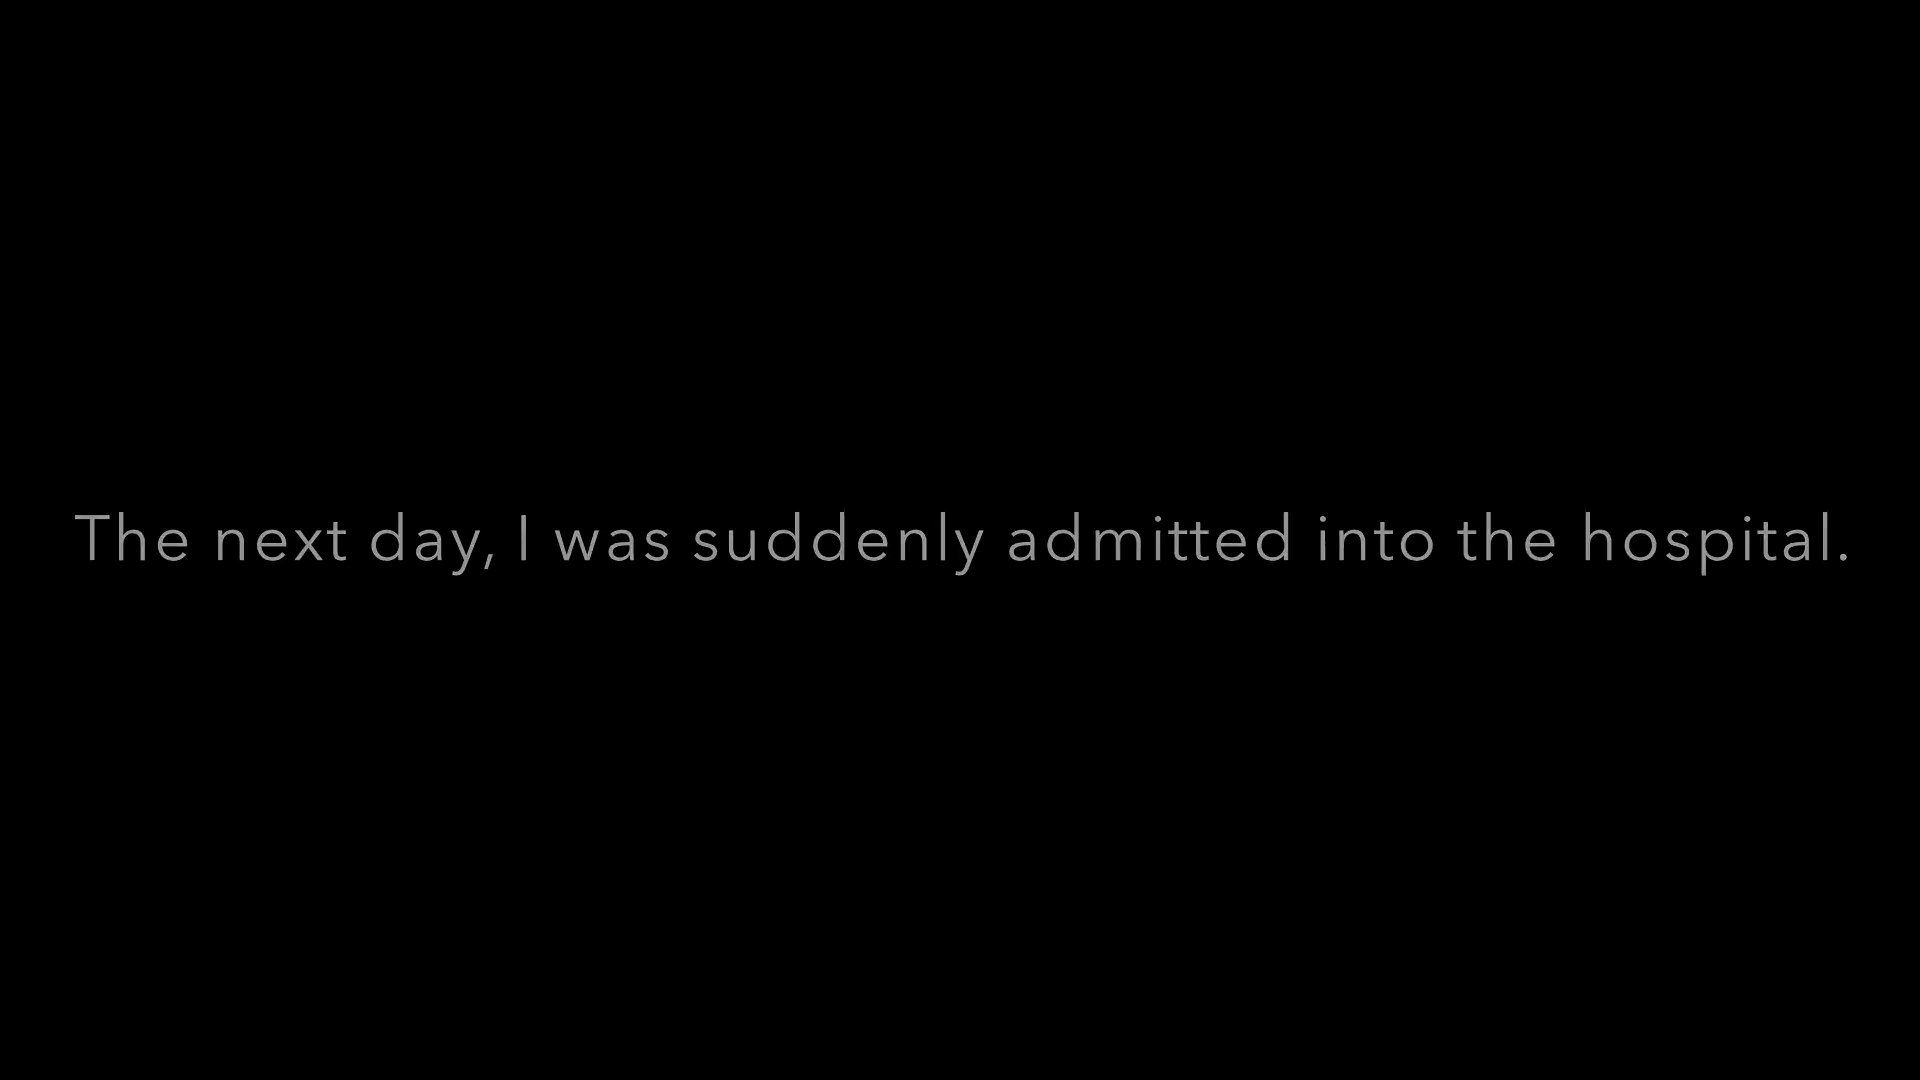 The next day, I was suddenly admitted into the hospital.